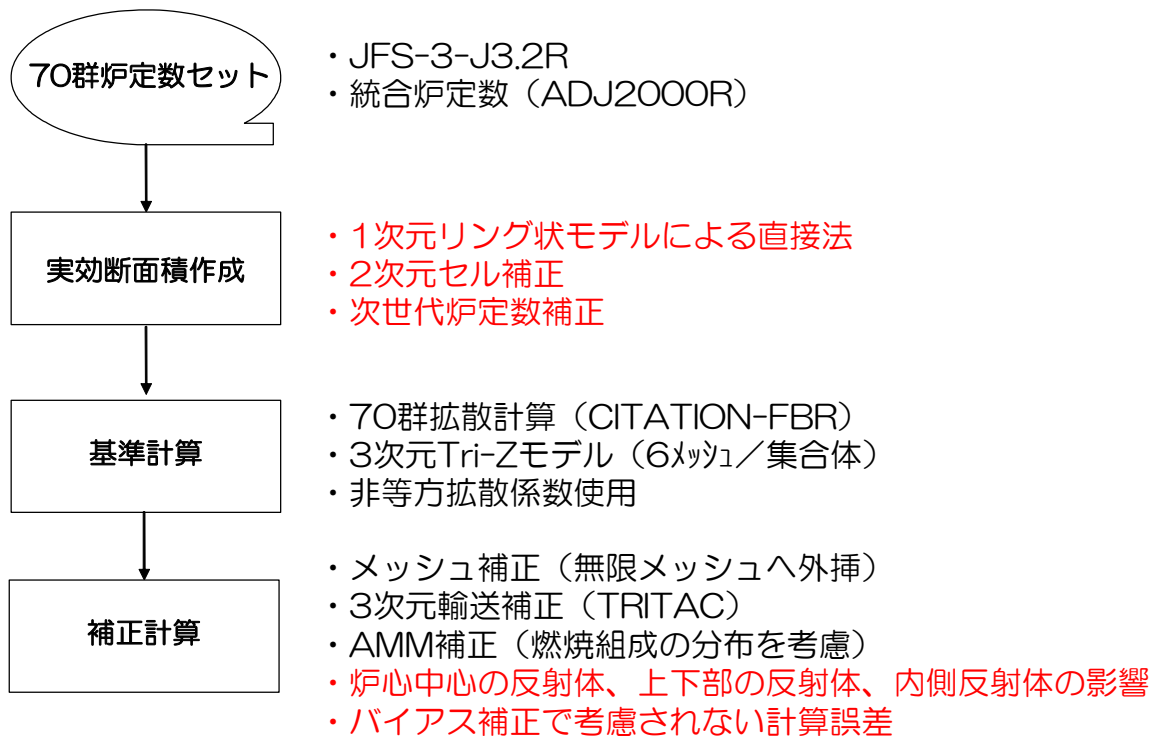 70群炉定数セット
・JFS-3-J3.2R
・統合炉定数（ADJ2000R）
実効断面積作成
・1次元リング状モデルによる直接法
・2次元セル補正
・次世代炉定数補正
基準計算
・70群拡散計算（CITATION-FBR）
・3次元Tri-Zモデル（6ﾒｯｼｭ／集合体）
・非等方拡散係数使用
補正計算
・メッシュ補正（無限メッシュへ外挿）
・3次元輸送補正（TRITAC）
・AMM補正（燃焼組成の分布を考慮）
・炉心中心の反射体、上下部の反射体、内側反射体の影響
・バイアス補正で考慮されない計算誤差